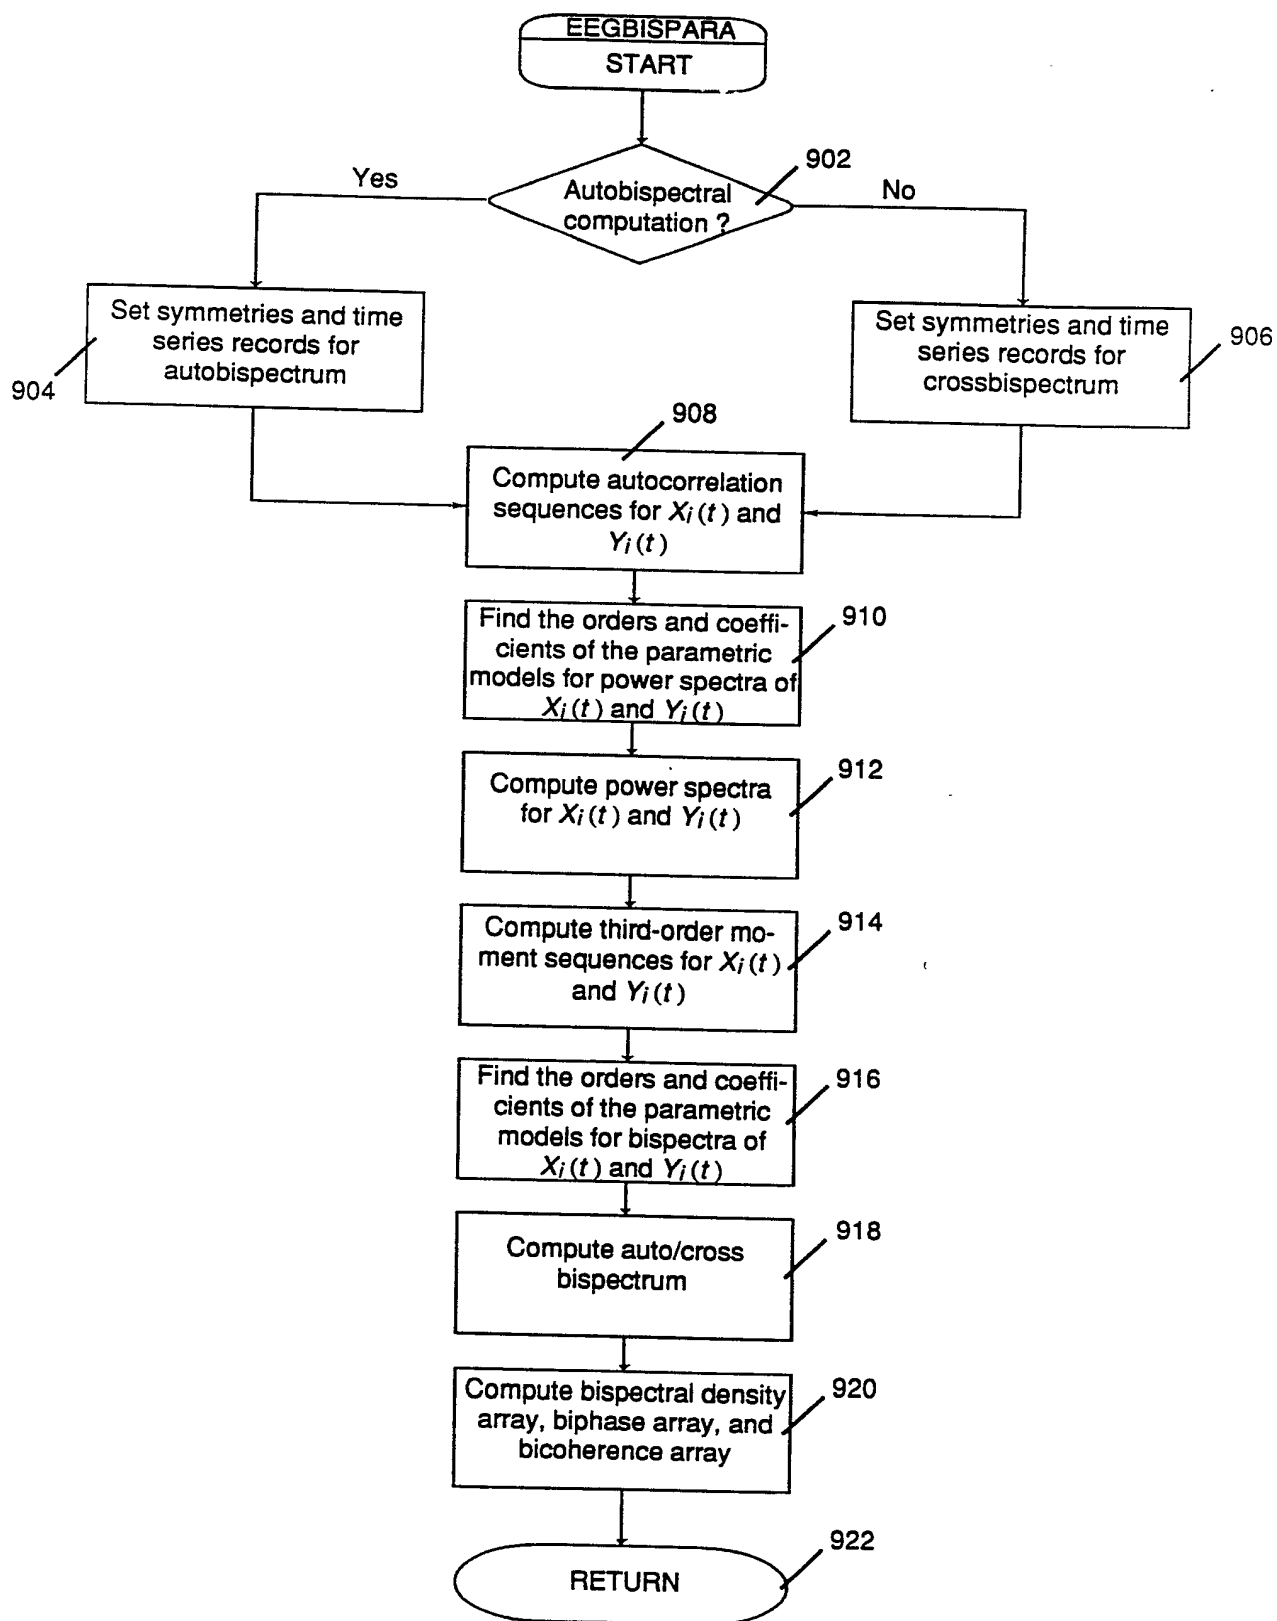 EEGBISPARA
START
902
Yes
No
Autobispectral
computation ?
Set symmetries and time
series records for
autobispectrum
904
Set symmetries and time
series records for
crossbispectrum
906
908
Compute autocorrelation
sequences for Xi(t) and
Yi(t)
910
Find the orders and coeffi-
cients of the parametric
models for power spectra of
Xi(t) and Yi(t)
912
Compute power spectra
for Xi(t) and Yi(t)
914
Compute third-order mo-
ment sequences for Xi(t)
and Yi(t)
916
Find the orders and coeffi-
cients of the parametric
models for bispectra of
Xi(t) and Yi(t)
918
Compute auto/cross
bispectrum
920
Compute bispectral density
array, biphase array, and
bicoherence array
922
RETURN